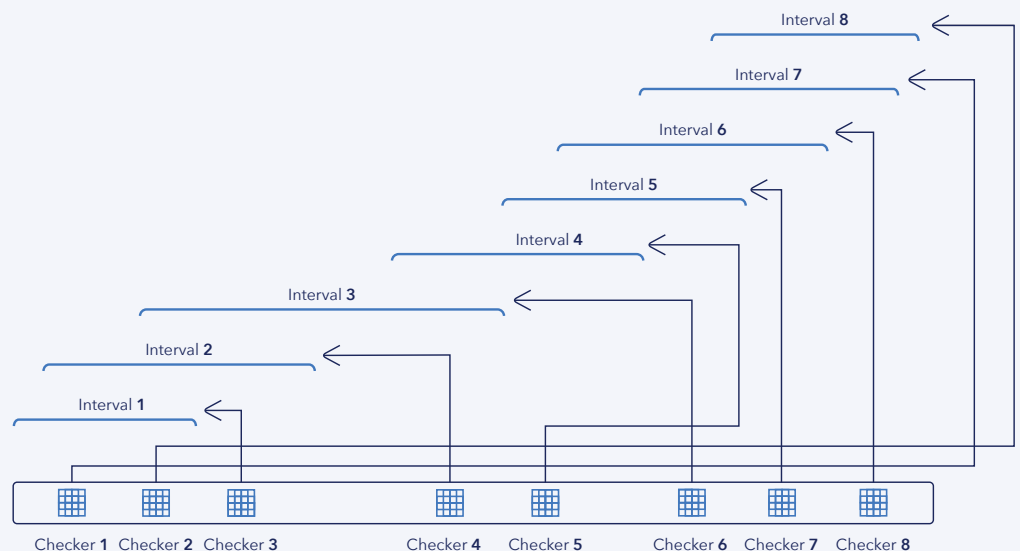 Interval 8
Interval 7
Interval 6
Interval 5
Interval 4
Interval 3
Interval 2
Interval 1
Checker 1 Checker 2 Checker 3 Checker 4 Checker 5 Checker 6 Checker 7 Checker 8